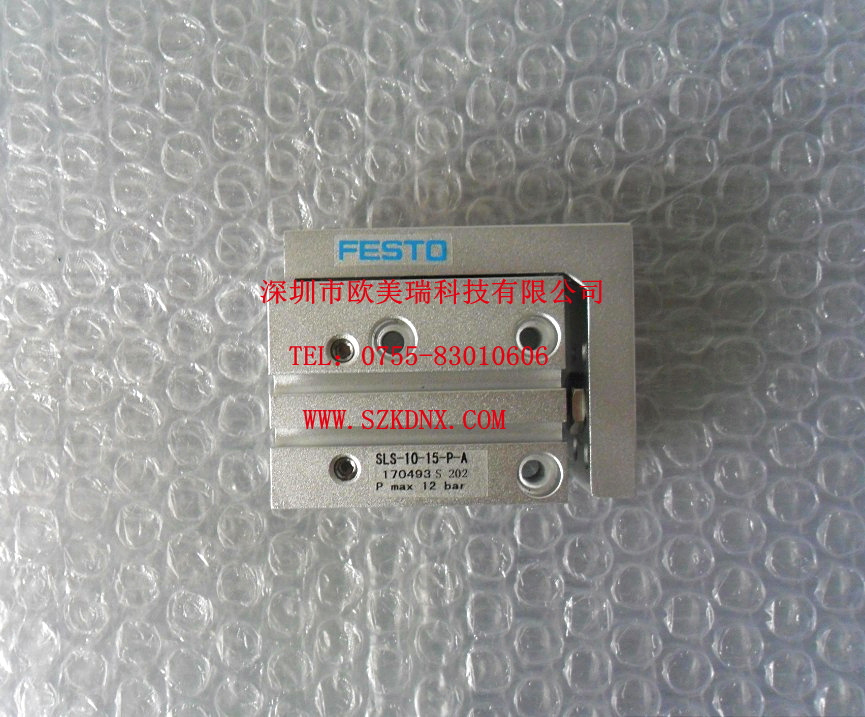 FESTO
深圳市欧美瑞科技有限公司
TEL: 0755-83010606
WWW.SZKDNX.COM
SLS-10-15-P-A
170493 S 202
P max 12 bar